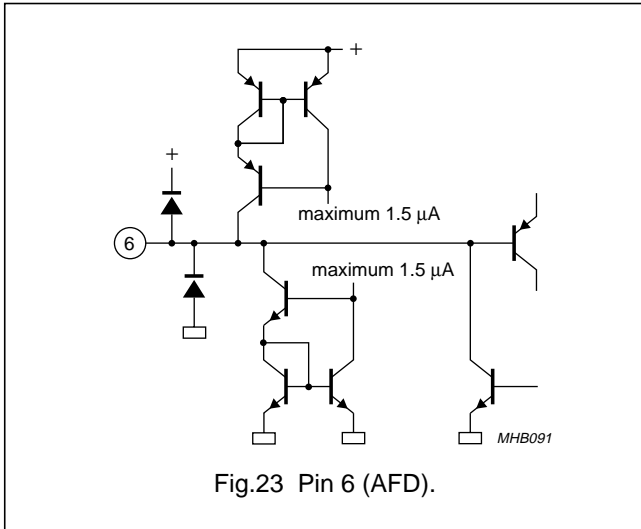 +
+
maximum 1.5 μA
6
maximum 1.5 μA
MHB091
Fig.23 Pin 6 (AFD).